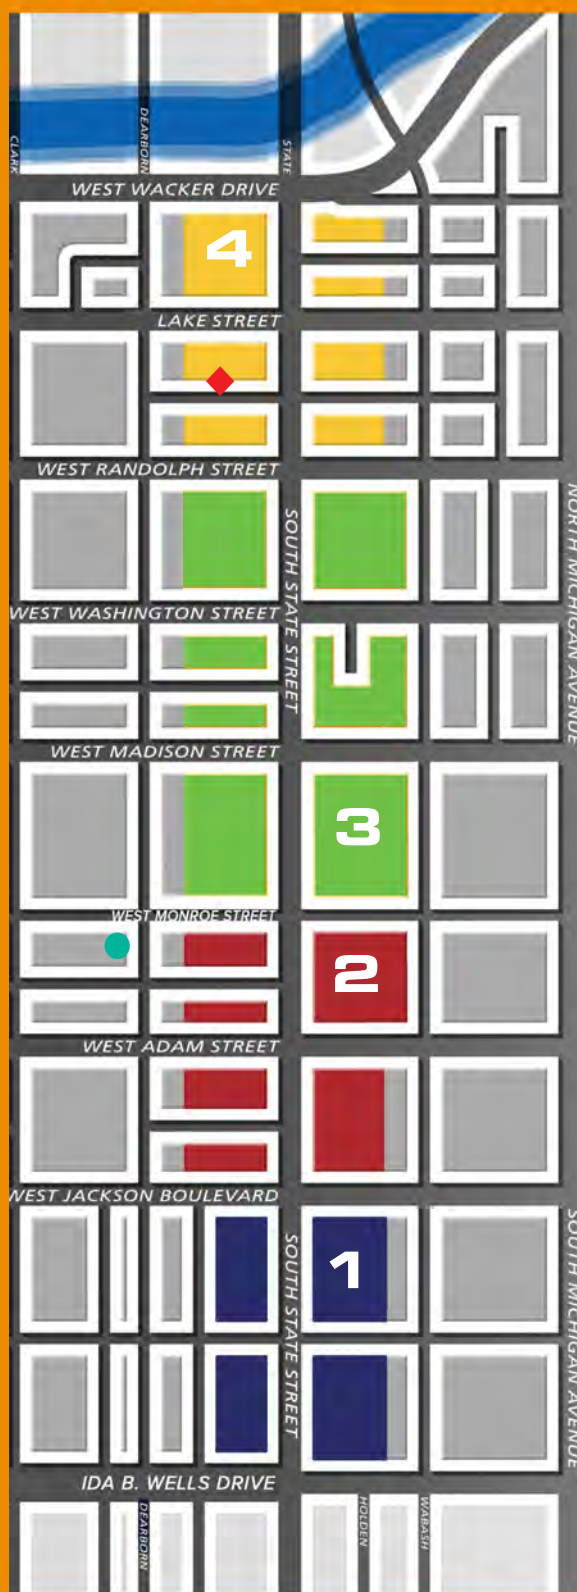 CLARK
DEARBORN
STATE
WEST WACKER DRIVE
4
LAKE STREET
WEST RANDOLPH STREET
SOUTH STATE STREET
NORTH MICHIGAN AVENUE
WEST WASHINGTON STREET
WEST MADISON STREET
3
WEST MONROE STREET
2
WEST ADAM STREET
WEST JACKSON BOULEVARD
SOUTH STATE STREET
1
SOUTH MICHIGAN AVENUE
IDA B. WELLS DRIVE
DEARBORN
HOLDEN
WABASH